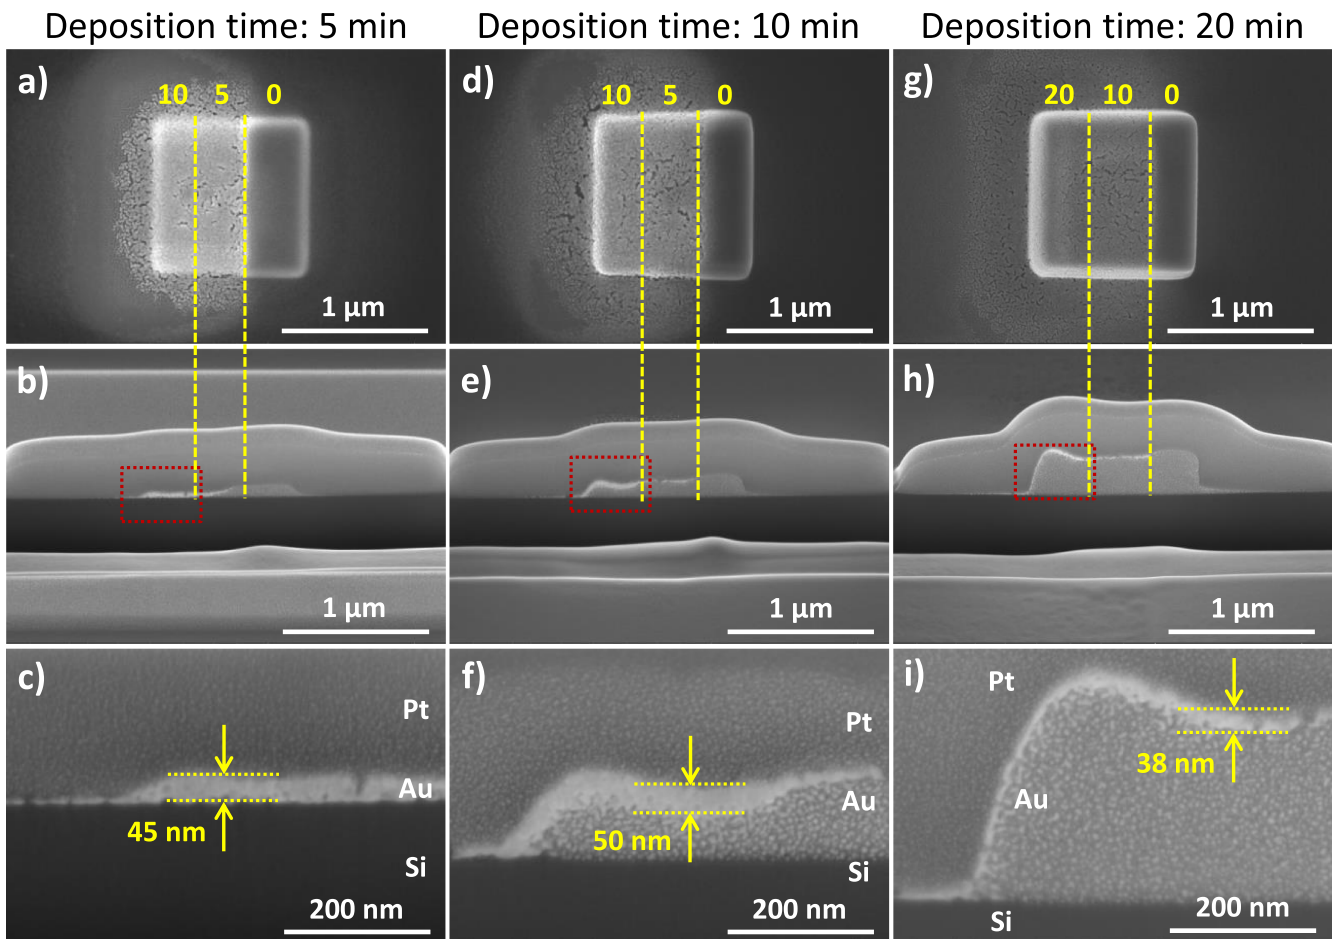 Deposition time: 5 min
Deposition time: 10 min
Deposition time: 20 min
a)
10 5 0
1 µm
d)
10 5 0
1 µm
g)
20 10 0
1 µm
b)
1 µm
e)
1 µm
h)
1 µm
c)
Pt
Au
45 nm
Si
200 nm
f)
Pt
Au
50 nm
Si
200 nm
i)
Pt
38 nm
Au
200 nm
Si